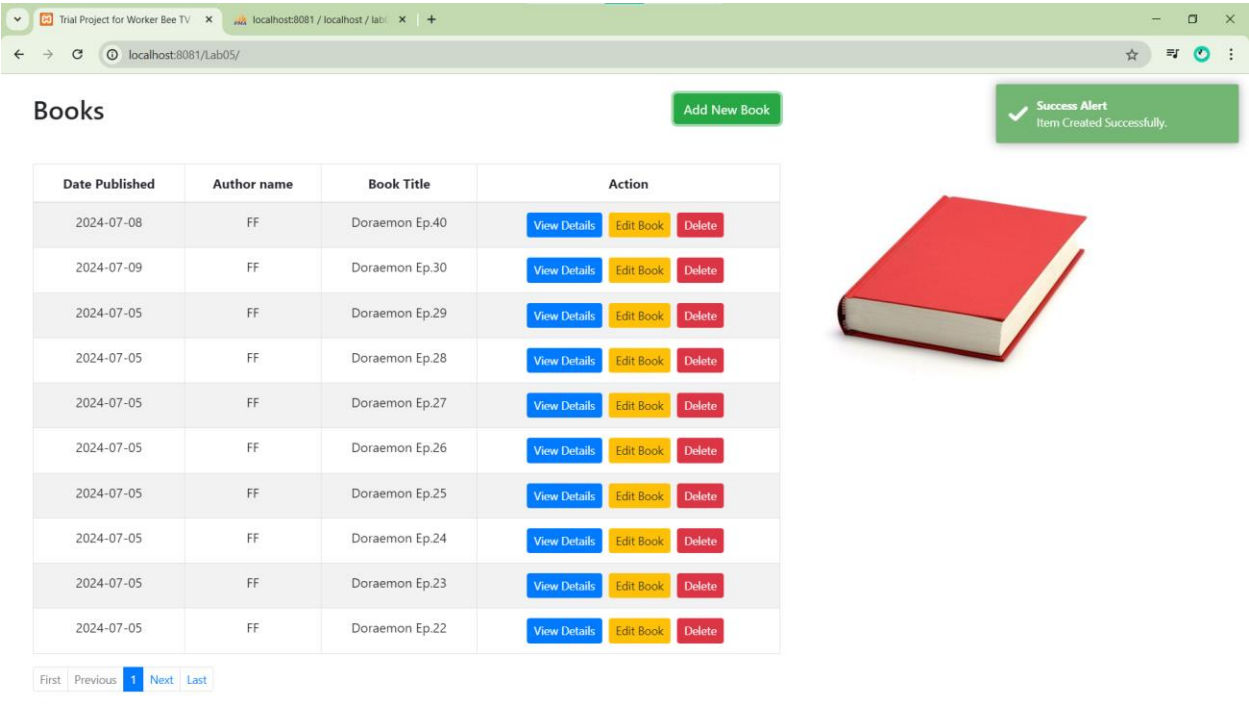 Trial Project for Worker Bee TV
localhost:8081 / localhost / lab
localhost:8081/Lab05/
Books
Add New Book
Success Alert
Item Created Successfully.
Date Published Author name Book Title Action
2024-07-08 FF Doraemon Ep.40 View Details Edit Book Delete
2024-07-09 FF Doraemon Ep.30 View Details Edit Book Delete
2024-07-05 FF Doraemon Ep.29 View Details Edit Book Delete
2024-07-05 FF Doraemon Ep.28 View Details Edit Book Delete
2024-07-05 FF Doraemon Ep.27 View Details Edit Book Delete
2024-07-05 FF Doraemon Ep.26 View Details Edit Book Delete
2024-07-05 FF Doraemon Ep.25 View Details Edit Book Delete
2024-07-05 FF Doraemon Ep.24 View Details Edit Book Delete
2024-07-05 FF Doraemon Ep.23 View Details Edit Book Delete
2024-07-05 FF Doraemon Ep.22 View Details Edit Book Delete
First Previous 1 Next Last